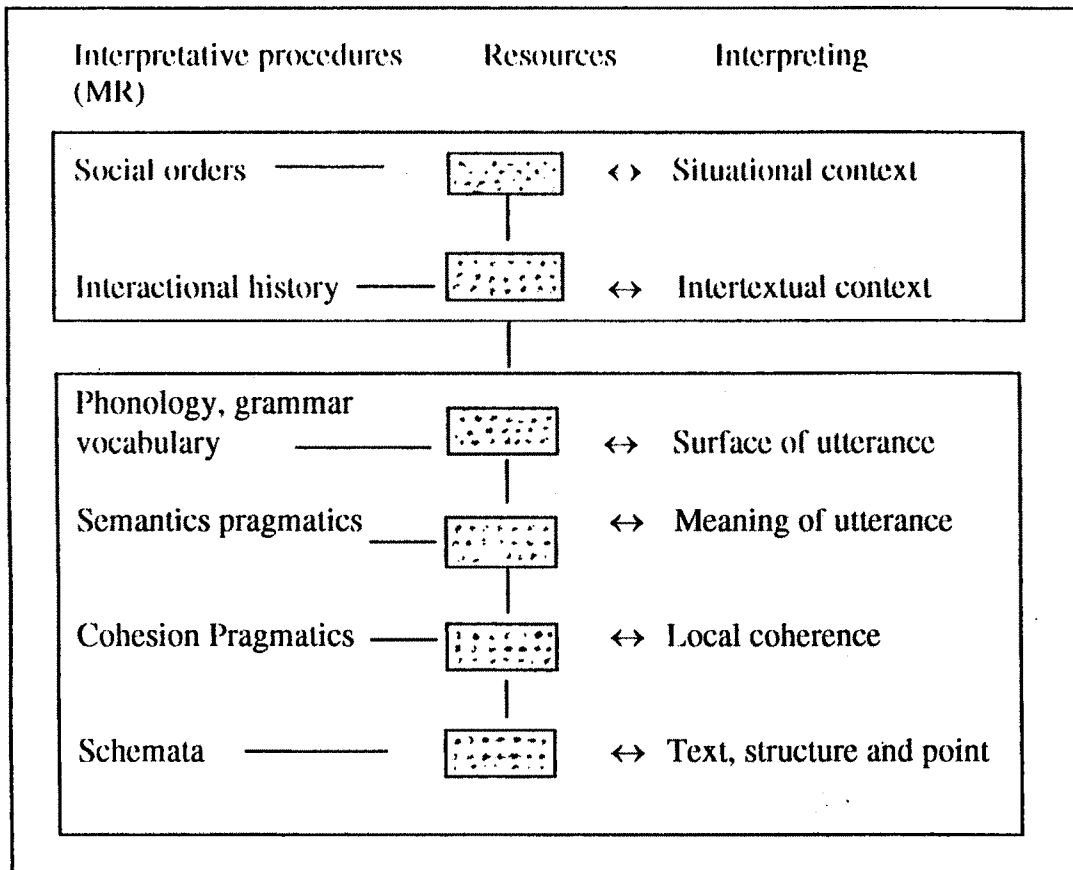 Interpretative procedures Resources Interpreting
(MR)
Social orders Situational context
Interactional history Intertextual context
Phonology, grammar
vocabulary Surface of utterance
Semantics pragmatics Meaning of utterance
Cohesion Pragmatics Local coherence
Schemata Text, structure and point